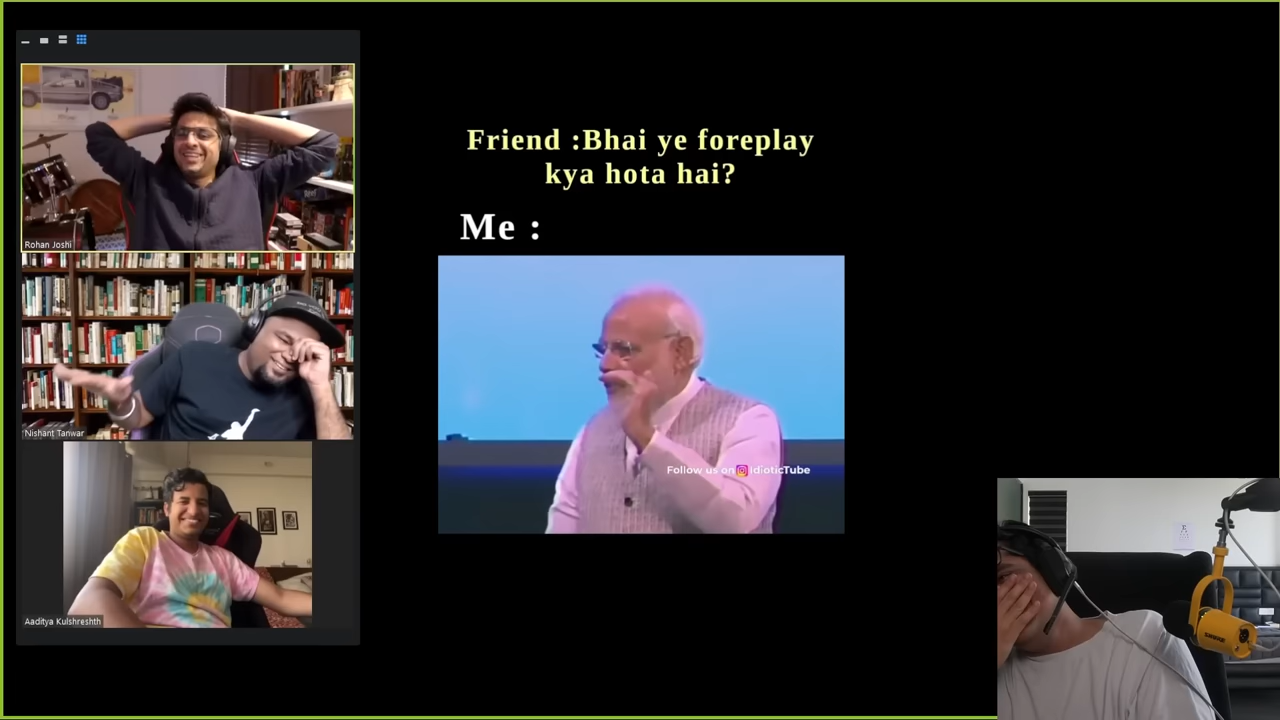 Friend :Bhai ye foreplay
kya hota hai?
Me :
Follow us on IdioticTube
Rohan Joshi
Nishant Tanwar
Aaditya Kulshreshth